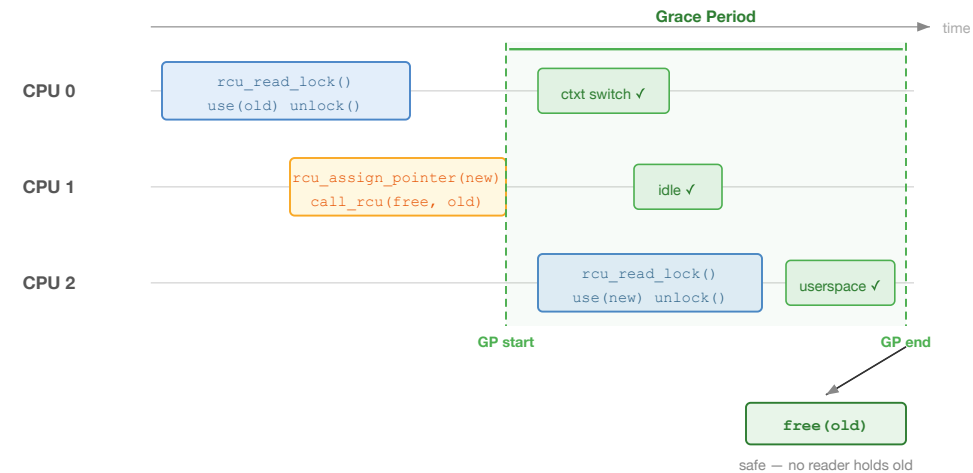 Grace Period
time
CPU 0
rcu_read_lock()
use(old) unlock()
ctxt switch ✓
CPU 1
rcu_assign_pointer(new)
call_rcu(free, old)
idle ✓
CPU 2
rcu_read_lock()
use(new) unlock()
userspace ✓
GP start
GP end
free(old)
safe — no reader holds old